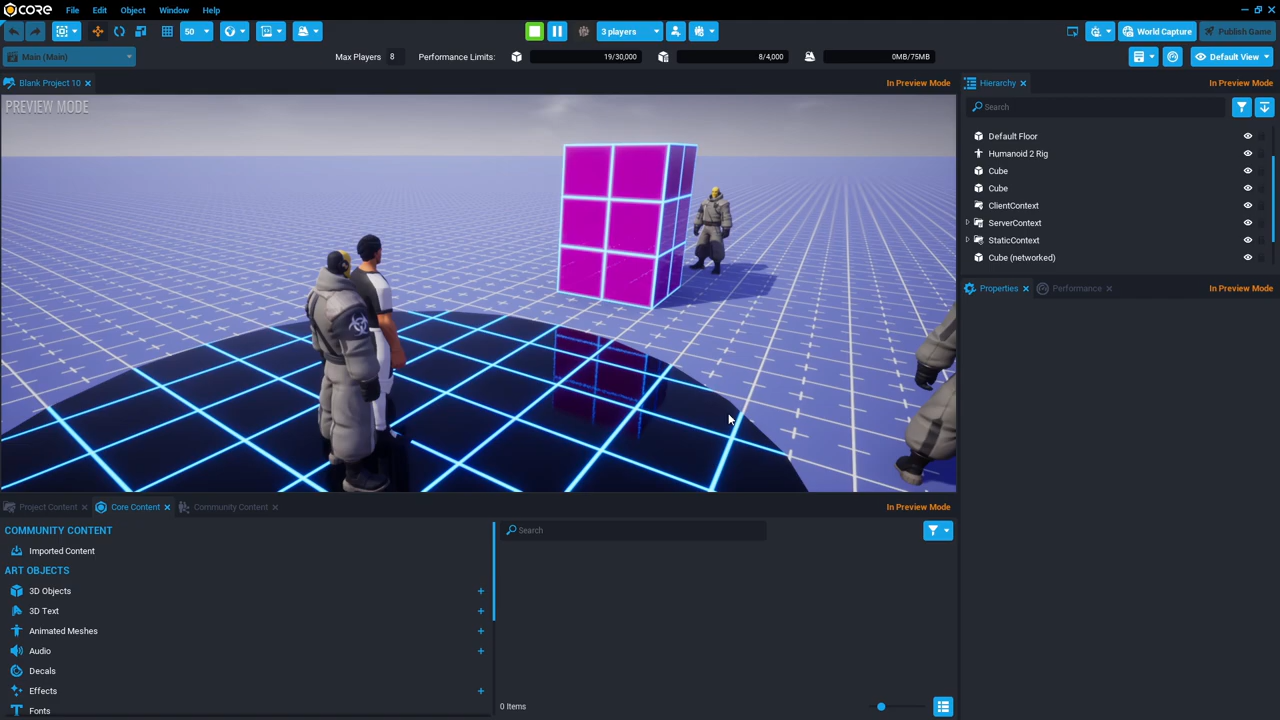 CORE File Edit Object Window Help
50 3 players World Capture Publish Game
Main (Main) Max Players 8 Performance Limits: 19/30,000 8/4,000 0MB/75MB Default View
Blank Project 10 In Preview Mode
PREVIEW MODE
Hierarchy In Preview Mode
Search
Default Floor
Humanoid 2 Rig
Cube
Cube
ClientContext
ServerContext
StaticContext
Cube (networked)
Properties Performance In Preview Mode
Project Content Core Content Community Content In Preview Mode
COMMUNITY CONTENT
Imported Content
ART OBJECTS
3D Objects
3D Text
Animated Meshes
Audio
Decals
Effects
Fonts
Search
0 Items